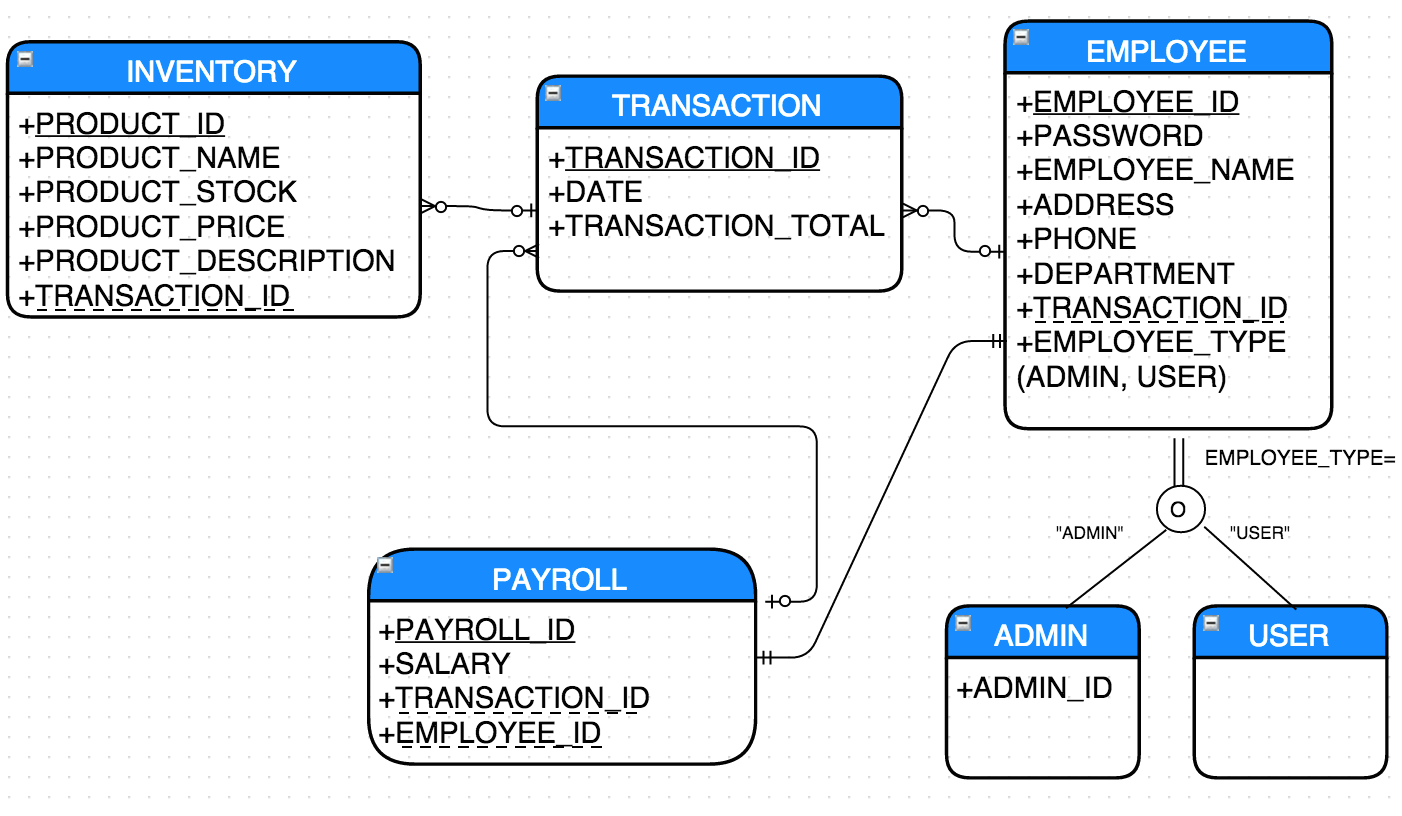 INVENTORY
+PRODUCT_ID
+PRODUCT_NAME
+PRODUCT_STOCK
+PRODUCT_PRICE
+PRODUCT_DESCRIPTION
+TRANSACTION_ID
TRANSACTION
+TRANSACTION_ID
+DATE
+TRANSACTION_TOTAL
EMPLOYEE
+EMPLOYEE_ID
+PASSWORD
+EMPLOYEE_NAME
+ADDRESS
+PHONE
+DEPARTMENT
+TRANSACTION_ID
+EMPLOYEE_TYPE
(ADMIN, USER)
EMPLOYEE_TYPE=
O
"ADMIN"
"USER"
PAYROLL
+PAYROLL_ID
+SALARY
+TRANSACTION_ID
+EMPLOYEE_ID
ADMIN
+ADMIN_ID
USER